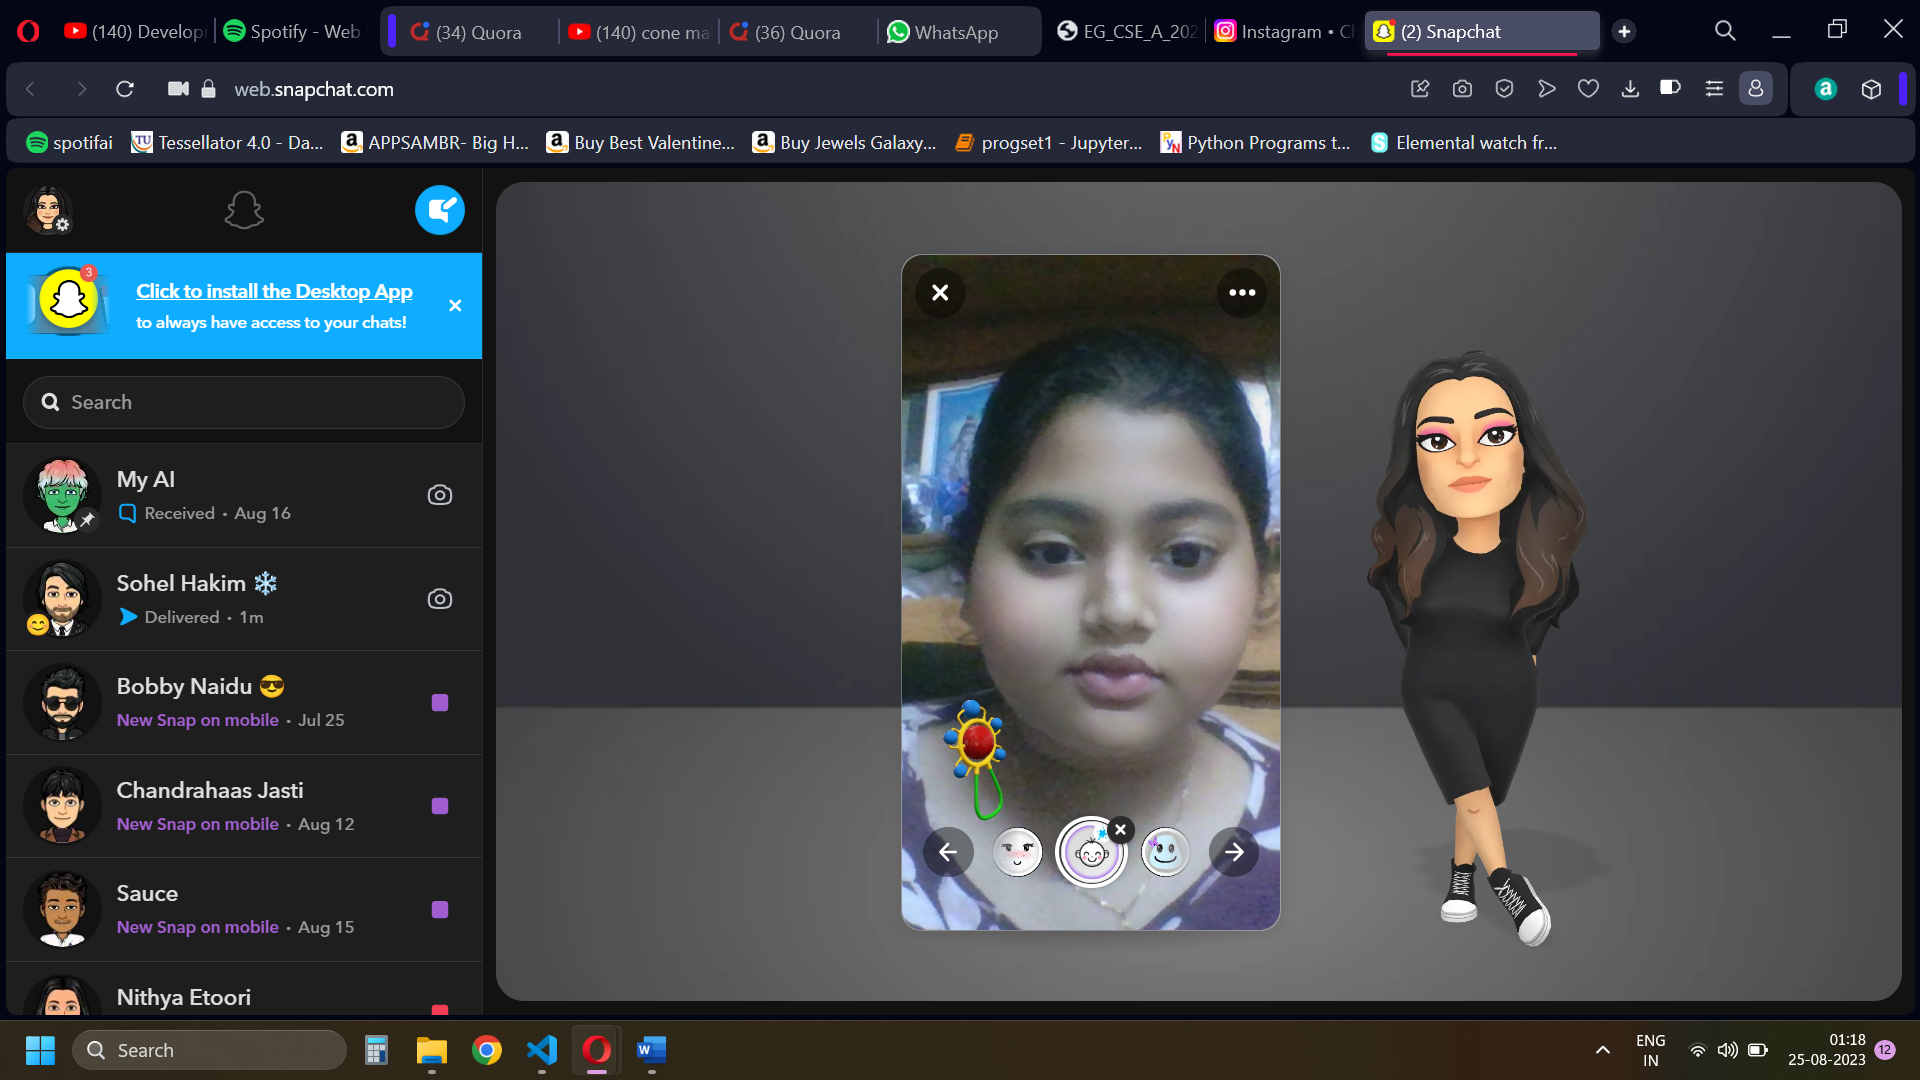 (140) Develop
Spotify - Web
(34) Quora
(140) cone ma
(36) Quora
WhatsApp
EG_CSE_A_202
Instagram •
(2) Snapchat
web.snapchat.com
spotifai
TU
Tessellator 4.0 - Da...
APPSAMBR- Big H...
Buy Best Valentine...
Buy Jewels Galaxy...
progset1 - Jupyter...
Python Programs t...
Elemental watch fr...
3
Click to install the Desktop App
to always have access to your chats!
Search
My AI
Received • Aug 16
Sohel Hakim ❄️
Delivered • 1m
Bobby Naidu 😎
New Snap on mobile • Jul 25
Chandrahaas Jasti
New Snap on mobile • Aug 12
Sauce
New Snap on mobile • Aug 15
Nithya Etoori
Search
ENG
IN
01:18
25-08-2023
12